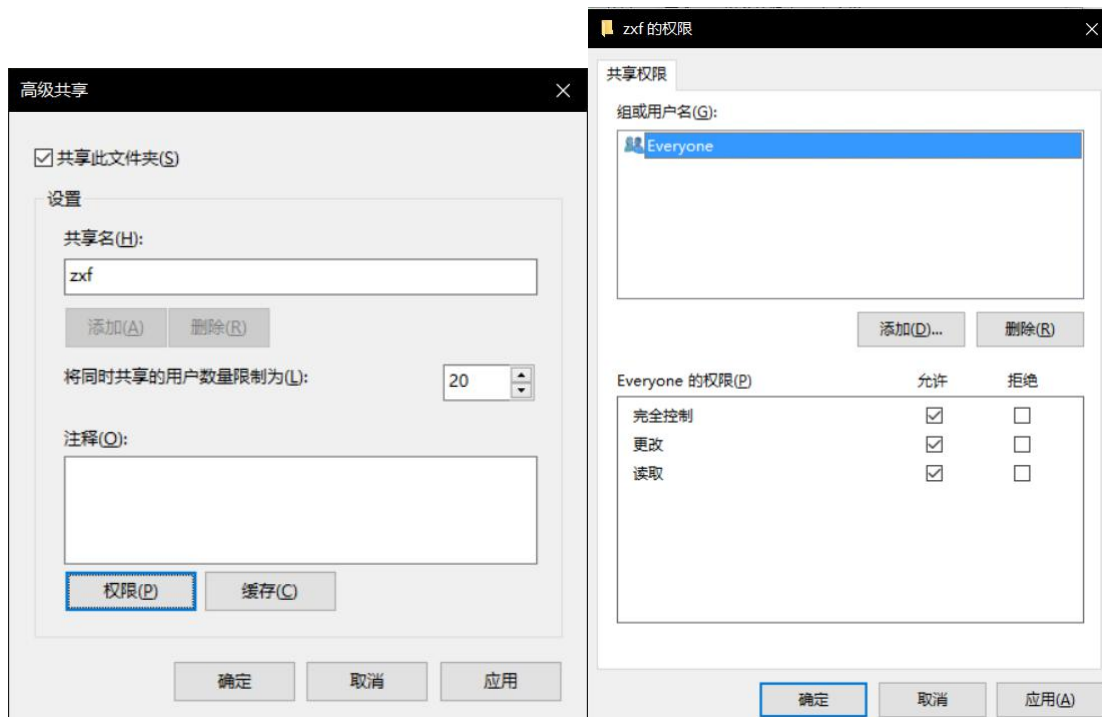 高级共享
共享此文件夹(S)
设置
共享名(H):
zxf
添加(A)
删除(R)
将同时共享的用户数量限制为(L):
20
注释(O):
权限(P)
缓存(C)
确定
取消
应用
zxf 的权限
共享权限
组或用户名(G):
Everyone
添加(D)...
删除(R)
Everyone 的权限(P)
允许
拒绝
完全控制
更改
读取
确定
取消
应用(A)